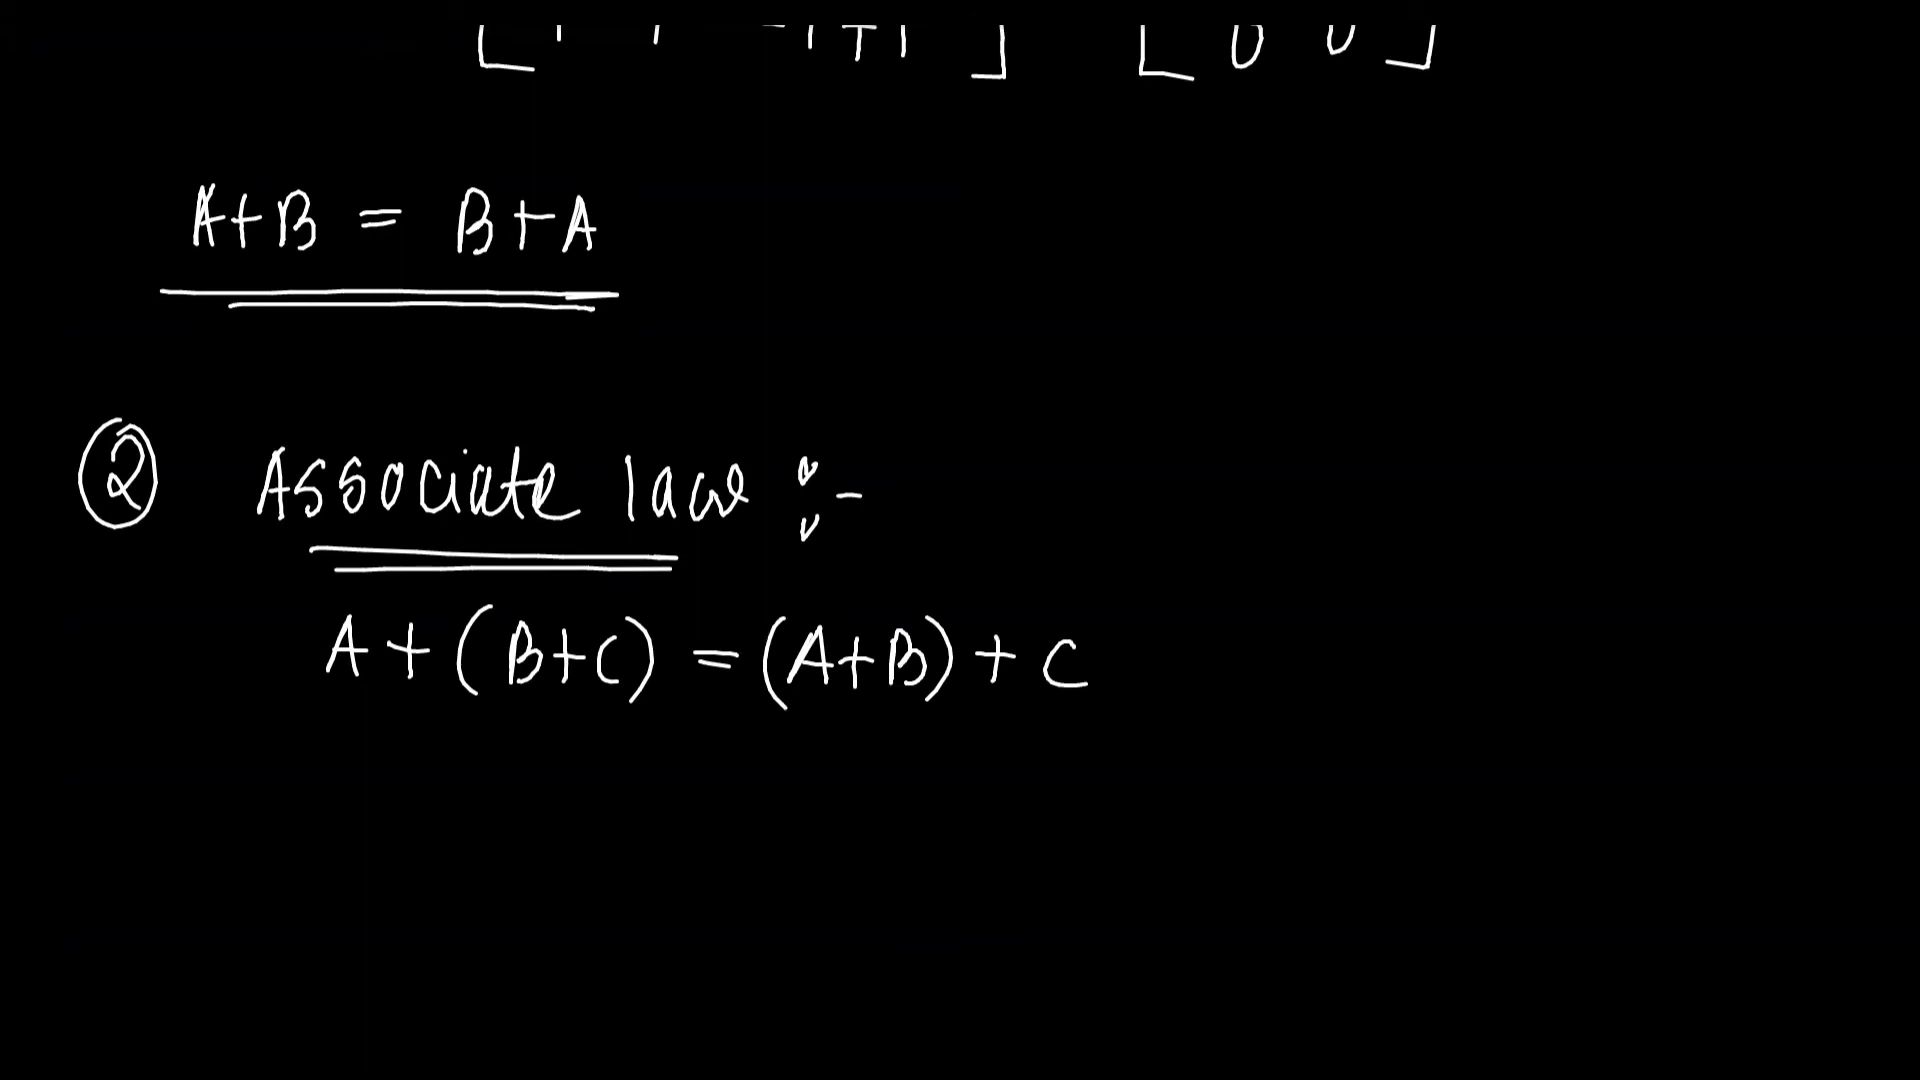 A+B = B+A
② Associate law :-
A+(B+C) = (A+B)+C